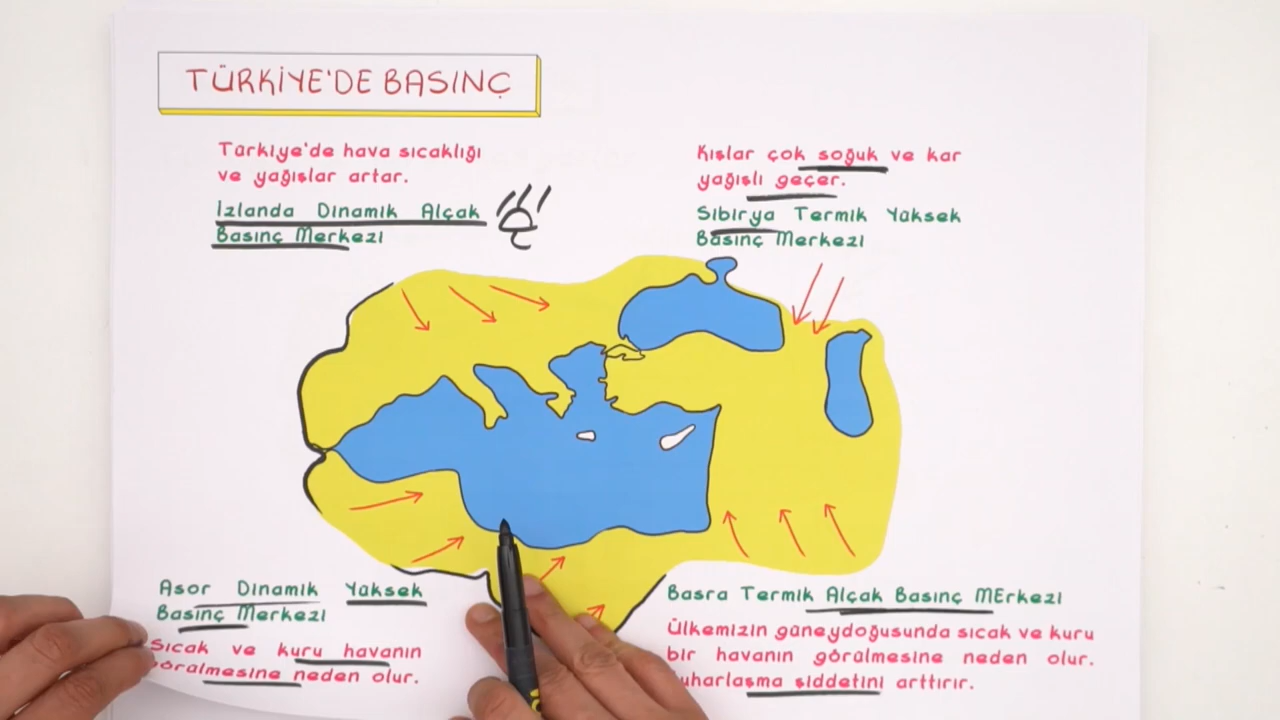 TÜRKİYE'DE BASINÇ
Türkiye'de hava sıcaklığı
ve yağışlar artar.
İzlanda Dinamik Alçak
Basınç Merkezi
Kışlar çok soğuk ve kar
yağışlı geçer.
Sibirya Termik Yüksek
Basınç Merkezi
Asor Dinamik Yüksek
Basınç Merkezi
Sıcak ve kuru havanın
görülmesine neden olur.
Basra Termik Alçak Basınç MErkezi
Ülkemizin güneydoğusunda sıcak ve kuru
bir havanın görülmesine neden olur.
şiddetini arttırır.